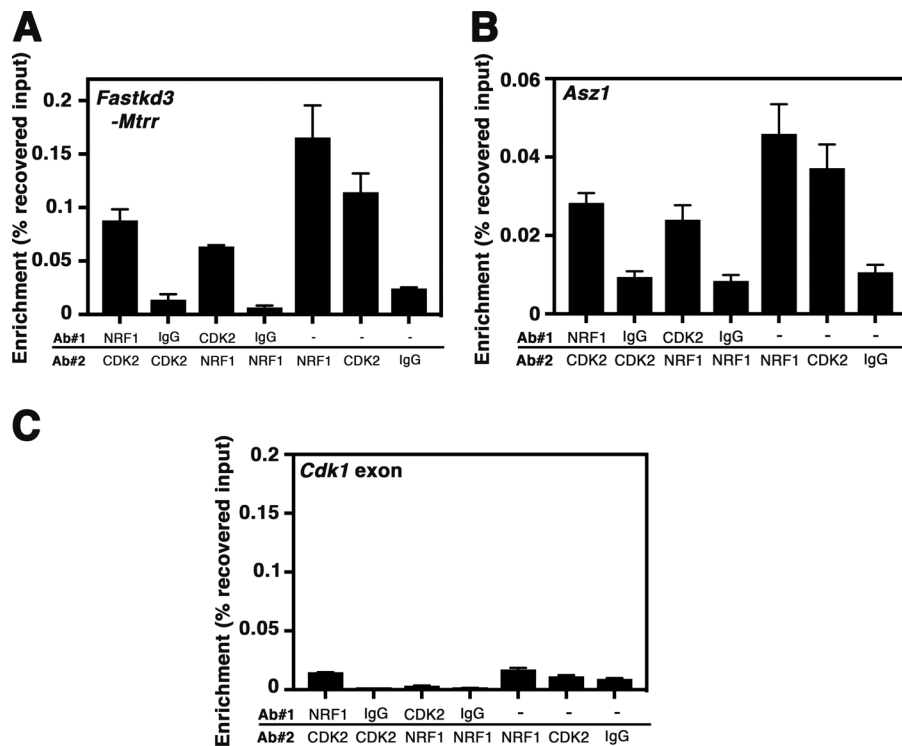 A
Enrichment (% recovered input)
0.2
0.15
0.1
0.05
0
Fastkd3
-Mtrr
Ab#1 NRF1 IgG CDK2 IgG - - -
Ab#2 CDK2 CDK2 NRF1 NRF1 NRF1 CDK2 IgG
B
Enrichment (% recovered input)
0.06
0.04
0.02
0
Asz1
Ab#1 NRF1 IgG CDK2 IgG - - -
Ab#2 CDK2 CDK2 NRF1 NRF1 NRF1 CDK2 IgG
C
Enrichment (% recovered input)
0.2
0.15
0.1
0.05
0
Cdk1 exon
Ab#1 NRF1 IgG CDK2 IgG - - -
Ab#2 CDK2 CDK2 NRF1 NRF1 NRF1 CDK2 IgG